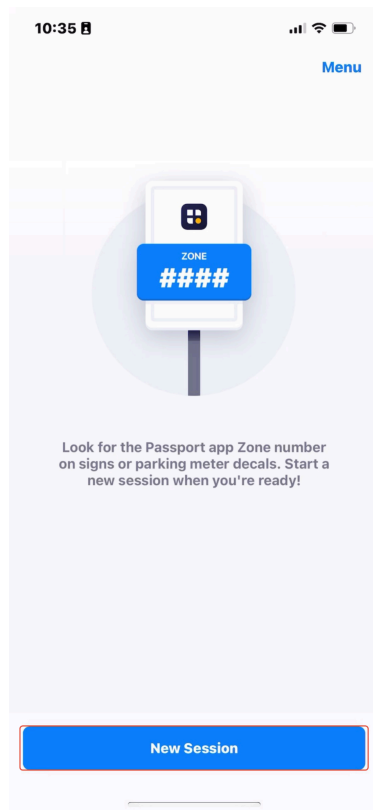 10:35
Menu
ZONE
####
Look for the Passport app Zone number
on signs or parking meter decals. Start a
new session when you're ready!
New Session